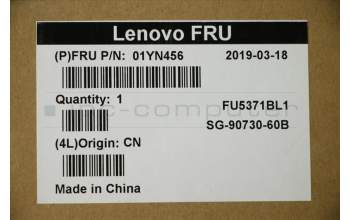 Lenovo FRU
(P)FRU P/N: 01YN456 2019-03-18
Quantity: 1 FU5371BL1
SG-90730-60B
(4L)Origin: CN
Made in China